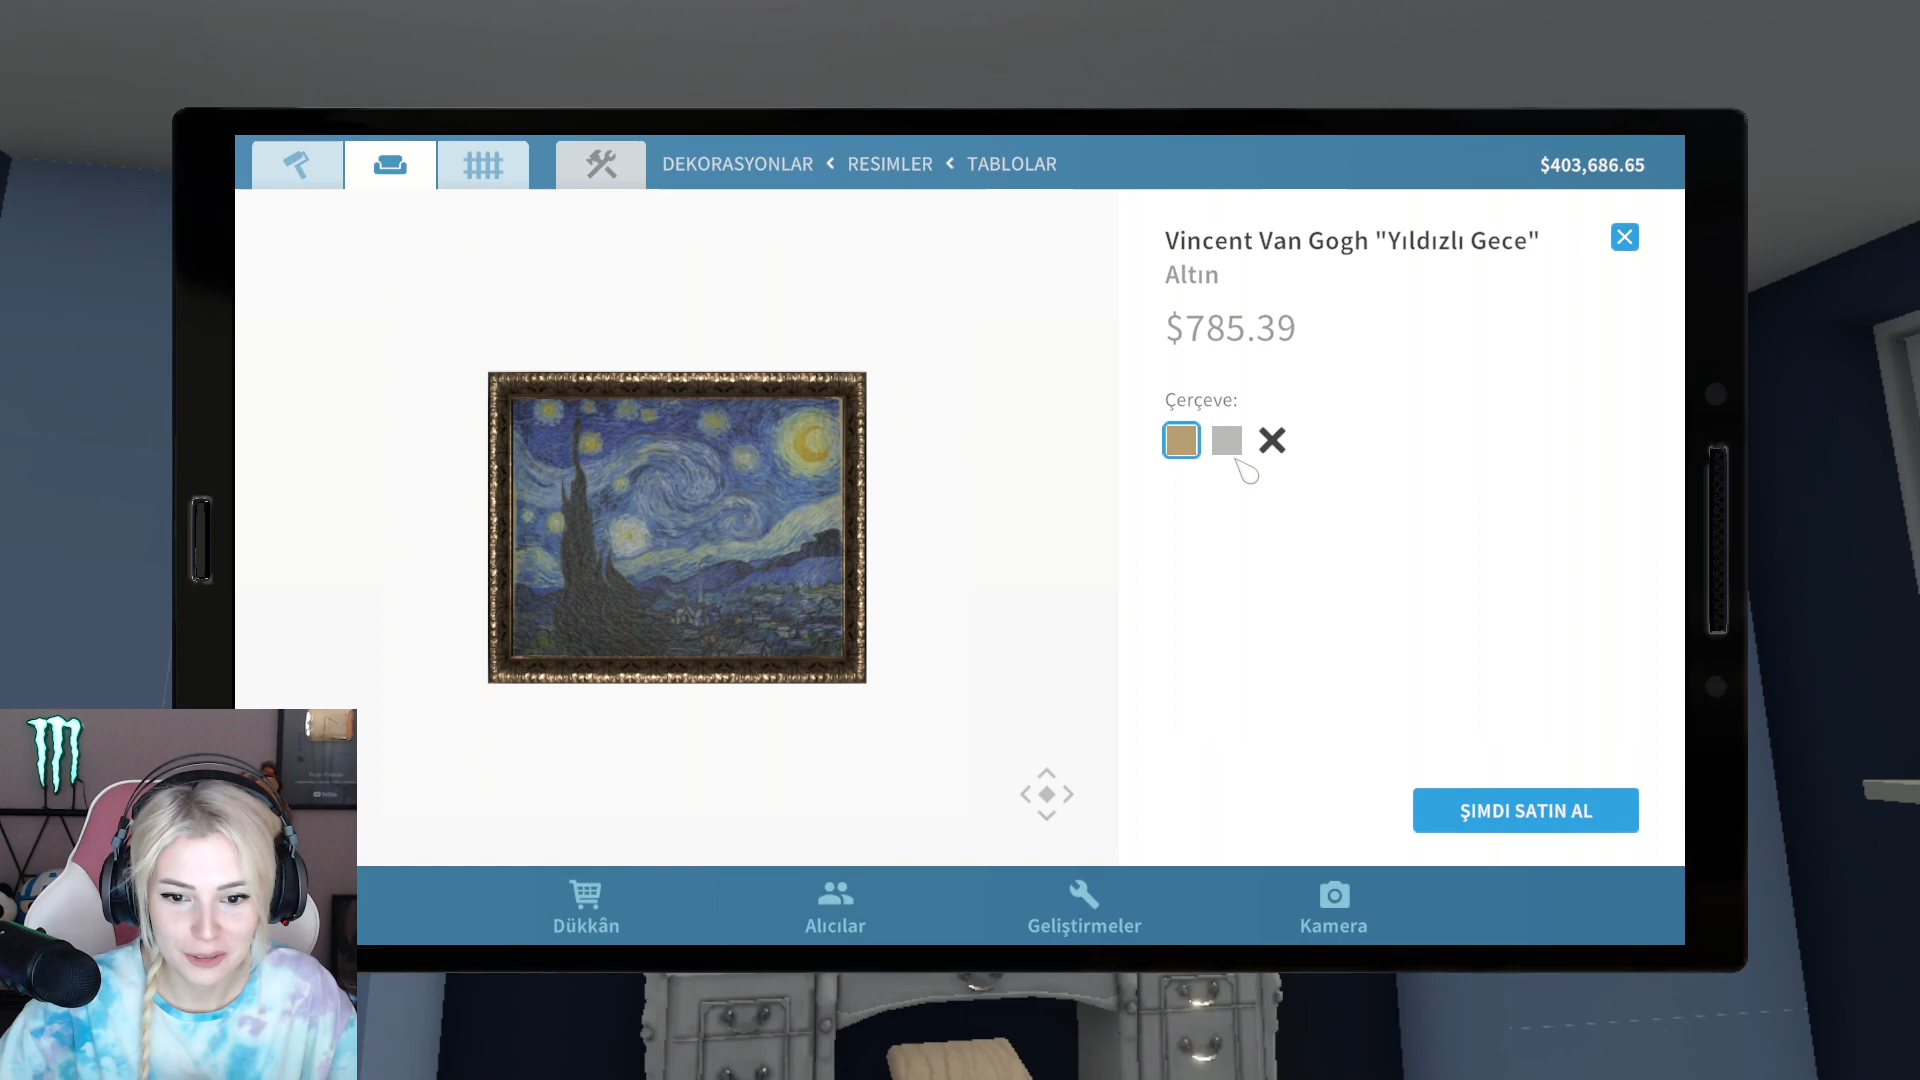 DEKORASYONLAR < RESIMLER < TABLOLAR
$403,686.65
Vincent Van Gogh "Yıldızlı Gece"
Altın
$785.39
Çerçeve:
ŞIMDI SATIN AL
Dükkân
Alıcılar
Geliştirmeler
Kamera